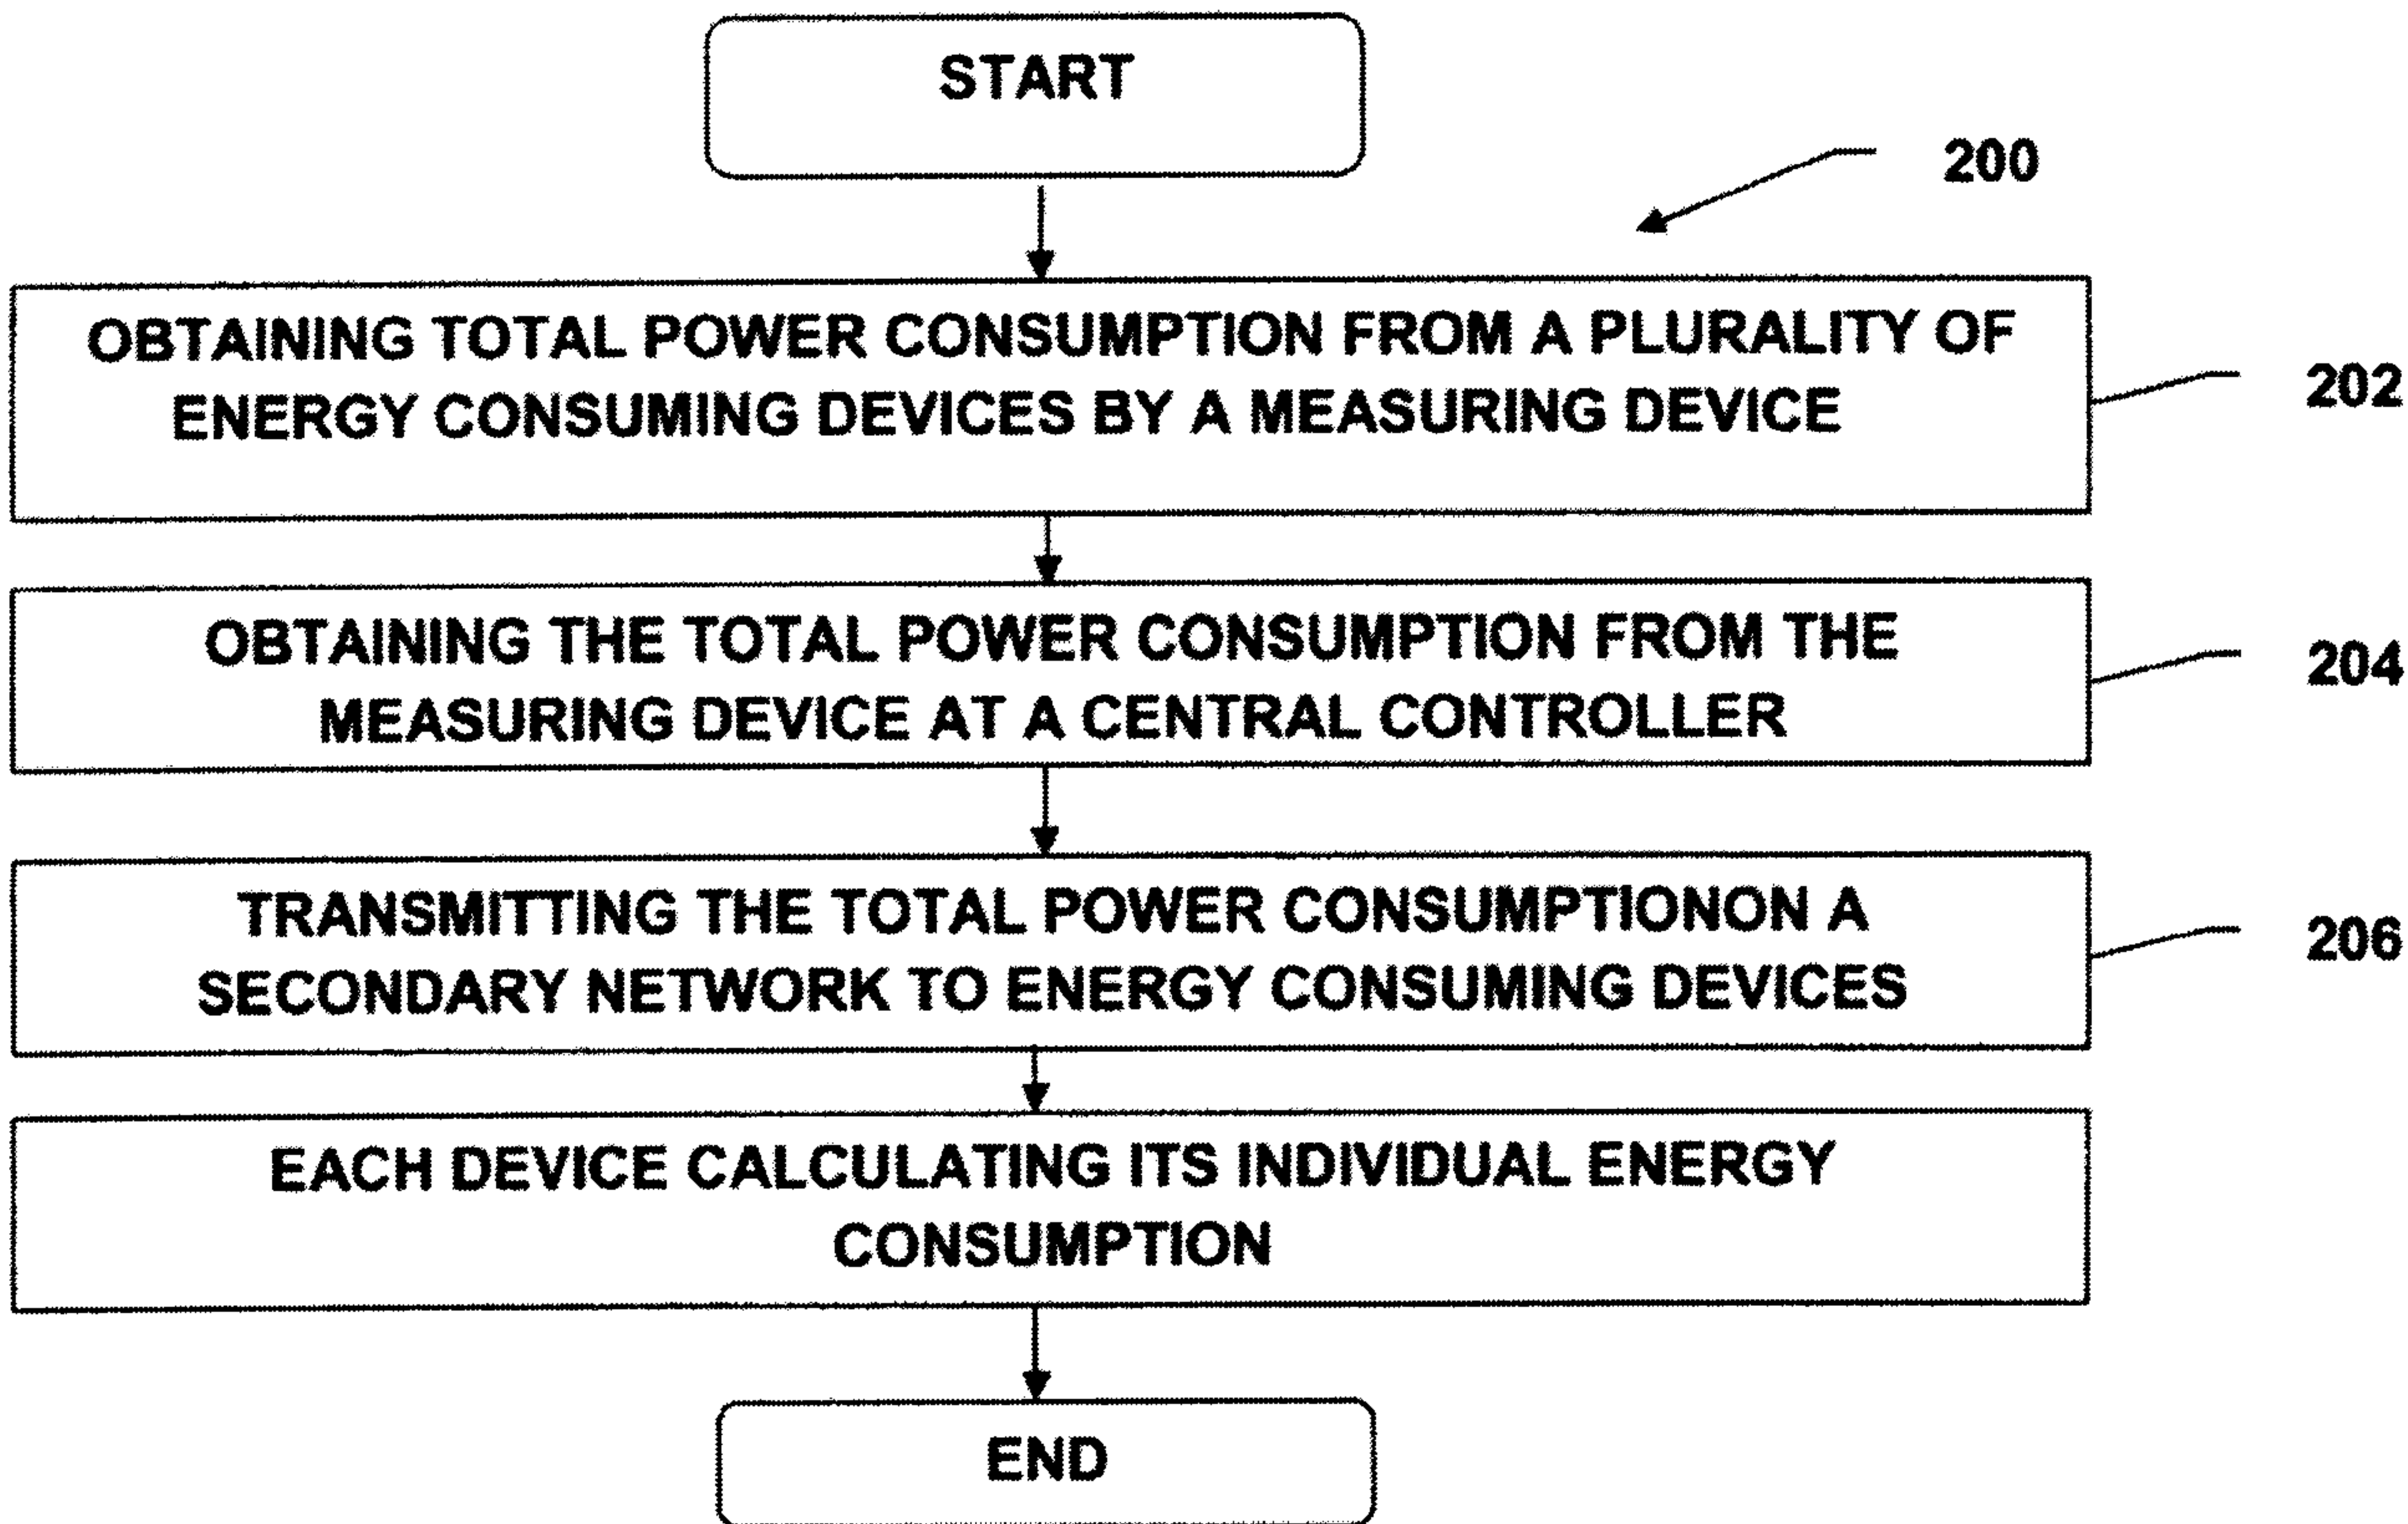 START
200
OBTAINING TOTAL POWER CONSUMPTION FROM A PLURALITY OF
ENERGY CONSUMING DEVICES BY A MEASURING DEVICE
202
OBTAINING THE TOTAL POWER CONSUMPTION FROM THE
MEASURING DEVICE AT A CENTRAL CONTROLLER
204
TRANSMITTING THE TOTAL POWER CONSUMPTIONON A
SECONDARY NETWORK TO ENERGY CONSUMING DEVICES
206
EACH DEVICE CALCULATING ITS INDIVIDUAL ENERGY
CONSUMPTION
END